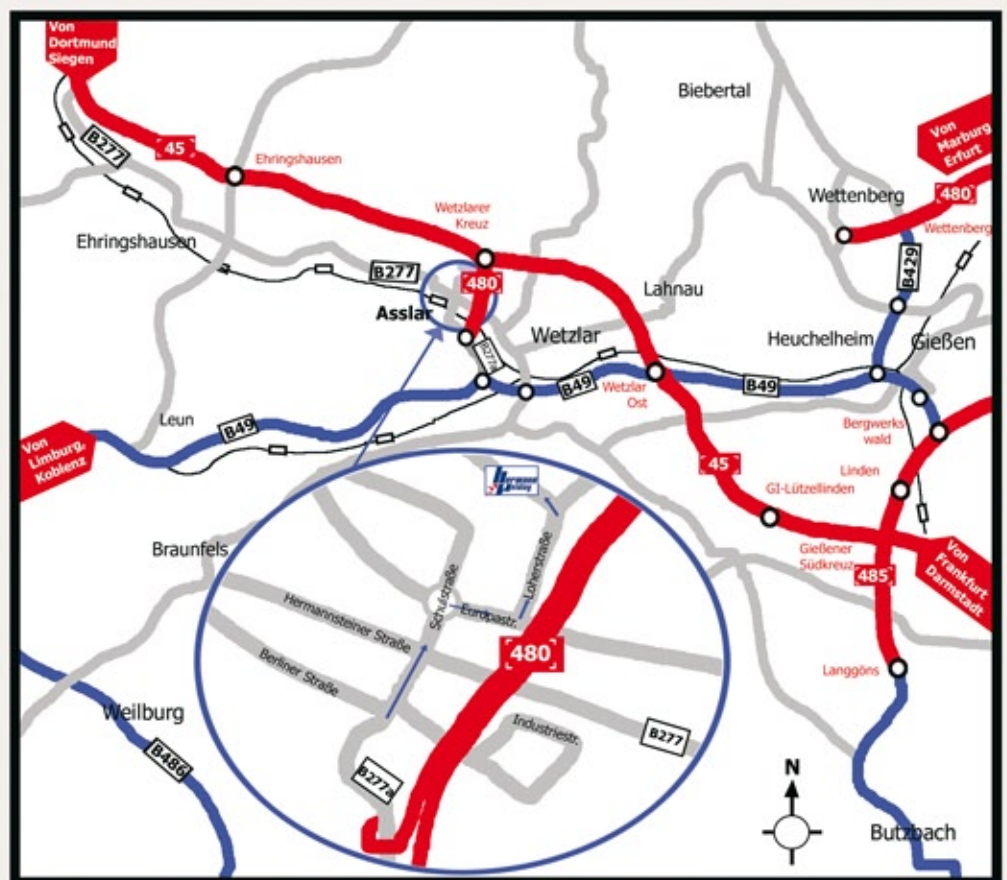 Von
Dortmund
Siegen
Biebertal
Von
Marburg
Erfurt
B277
45
Ehringshausen
Wettenberg
480
Wetzlarer
Kreuz
Wettenberg
Ehringshausen
B277
480
B429
Lahnau
Asslar
Wetzlar
Heuchelheim
Gießen
B277a
Wetzlar
Ost
B49
B49
Leun
B49
Bergwerks
wald
Von
Limburg,
Koblenz
45
Linden
GI-Lützellinden
Hermann
Holding
Braunfels
Gießener
Südkreuz
485
Von
Frankfurt
Darmstadt
Schulstraße
Loherstraße
Europastr.
Hermannsteiner Straße
480
Berliner Straße
Langgöns
Weilburg
Industriestr.
B277
B486
B277a
N
Butzbach